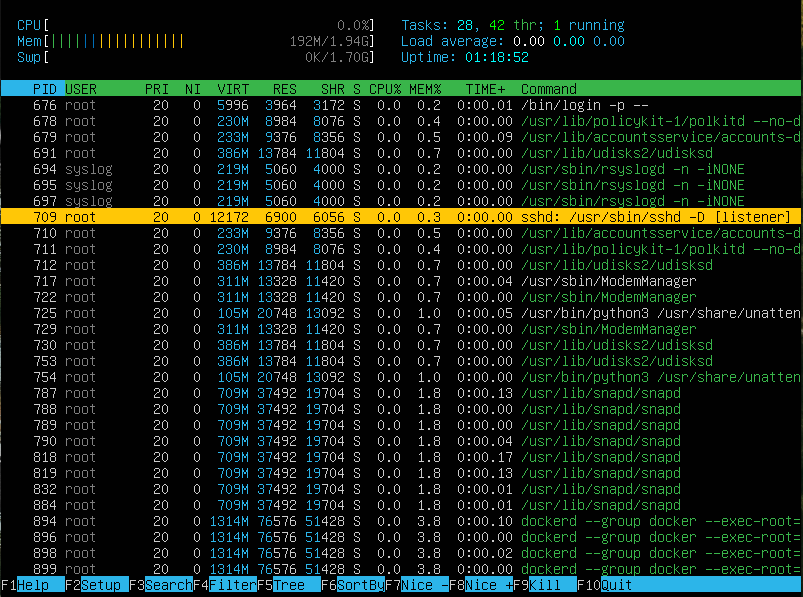 CPU[ 0.0%] Tasks: 28, 42 thr; 1 running
Mem[||||||||||||||||| 192M/1.94G] Load average: 0.00 0.00 0.00
Swp[ 0K/1.70G] Uptime: 01:18:52
PID USER PRI NI VIRT RES SHR S CPU% MEM% TIME+ Command
676 root 20 0 5996 3964 3172 S 0.0 0.2 0:00.01 /bin/login -p --
678 root 20 0 230M 8984 8076 S 0.0 0.4 0:00.00 /usr/lib/policykit-1/polkitd --no-d
679 root 20 0 233M 9376 8356 S 0.0 0.5 0:00.09 /usr/lib/accountsservice/accounts-d
691 root 20 0 386M 13784 11804 S 0.0 0.7 0:00.00 /usr/lib/udisks2/udisksd
694 syslog 20 0 219M 5060 4000 S 0.0 0.2 0:00.00 /usr/sbin/rsyslogd -n -iNONE
695 syslog 20 0 219M 5060 4000 S 0.0 0.2 0:00.00 /usr/sbin/rsyslogd -n -iNONE
697 syslog 20 0 219M 5060 4000 S 0.0 0.2 0:00.00 /usr/sbin/rsyslogd -n -iNONE
709 root 20 0 12172 6900 6056 S 0.0 0.3 0:00.00 sshd: /usr/sbin/sshd -D [listener]
710 root 20 0 233M 9376 8356 S 0.0 0.5 0:00.00 /usr/lib/accountsservice/accounts-d
711 root 20 0 230M 8984 8076 S 0.0 0.4 0:00.00 /usr/lib/policykit-1/polkitd --no-d
712 root 20 0 386M 13784 11804 S 0.0 0.7 0:00.00 /usr/lib/udisks2/udisksd
717 root 20 0 311M 13328 11420 S 0.0 0.7 0:00.04 /usr/sbin/ModemManager
722 root 20 0 311M 13328 11420 S 0.0 0.7 0:00.00 /usr/sbin/ModemManager
725 root 20 0 105M 20748 13092 S 0.0 1.0 0:00.05 /usr/bin/python3 /usr/share/unatten
729 root 20 0 311M 13328 11420 S 0.0 0.7 0:00.00 /usr/sbin/ModemManager
730 root 20 0 386M 13784 11804 S 0.0 0.7 0:00.00 /usr/lib/udisks2/udisksd
753 root 20 0 386M 13784 11804 S 0.0 0.7 0:00.00 /usr/lib/udisks2/udisksd
754 root 20 0 105M 20748 13092 S 0.0 1.0 0:00.00 /usr/bin/python3 /usr/share/unatten
787 root 20 0 709M 37492 19704 S 0.0 1.8 0:00.13 /usr/lib/snapd/snapd
788 root 20 0 709M 37492 19704 S 0.0 1.8 0:00.00 /usr/lib/snapd/snapd
789 root 20 0 709M 37492 19704 S 0.0 1.8 0:00.00 /usr/lib/snapd/snapd
790 root 20 0 709M 37492 19704 S 0.0 1.8 0:00.04 /usr/lib/snapd/snapd
818 root 20 0 709M 37492 19704 S 0.0 1.8 0:00.17 /usr/lib/snapd/snapd
819 root 20 0 709M 37492 19704 S 0.0 1.8 0:00.13 /usr/lib/snapd/snapd
832 root 20 0 709M 37492 19704 S 0.0 1.8 0:00.01 /usr/lib/snapd/snapd
884 root 20 0 709M 37492 19704 S 0.0 1.8 0:00.01 /usr/lib/snapd/snapd
894 root 20 0 1314M 76576 51428 S 0.0 3.8 0:00.10 dockerd --group docker --exec-root=
896 root 20 0 1314M 76576 51428 S 0.0 3.8 0:00.00 dockerd --group docker --exec-root=
898 root 20 0 1314M 76576 51428 S 0.0 3.8 0:00.02 dockerd --group docker --exec-root=
899 root 20 0 1314M 76576 51428 S 0.0 3.8 0:00.00 dockerd --group docker --exec-root=
F1Help F2Setup F3SearchF4FilterF5Tree F6SortByF7Nice -F8Nice +F9Kill F10Quit